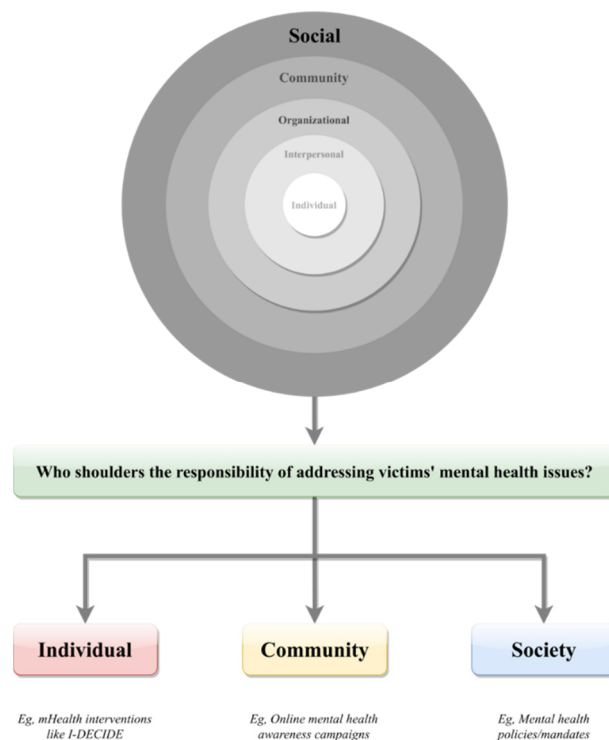 Social
Community
Organizational
Interpersonal
Individual
Who shoulders the responsibility of addressing victims' mental health issues?
Individual
Community
Society
Eg, mHealth interventions
like I-DECIDE
Eg, Online mental health
awareness campaigns
Eg, Mental health
policies/mandates